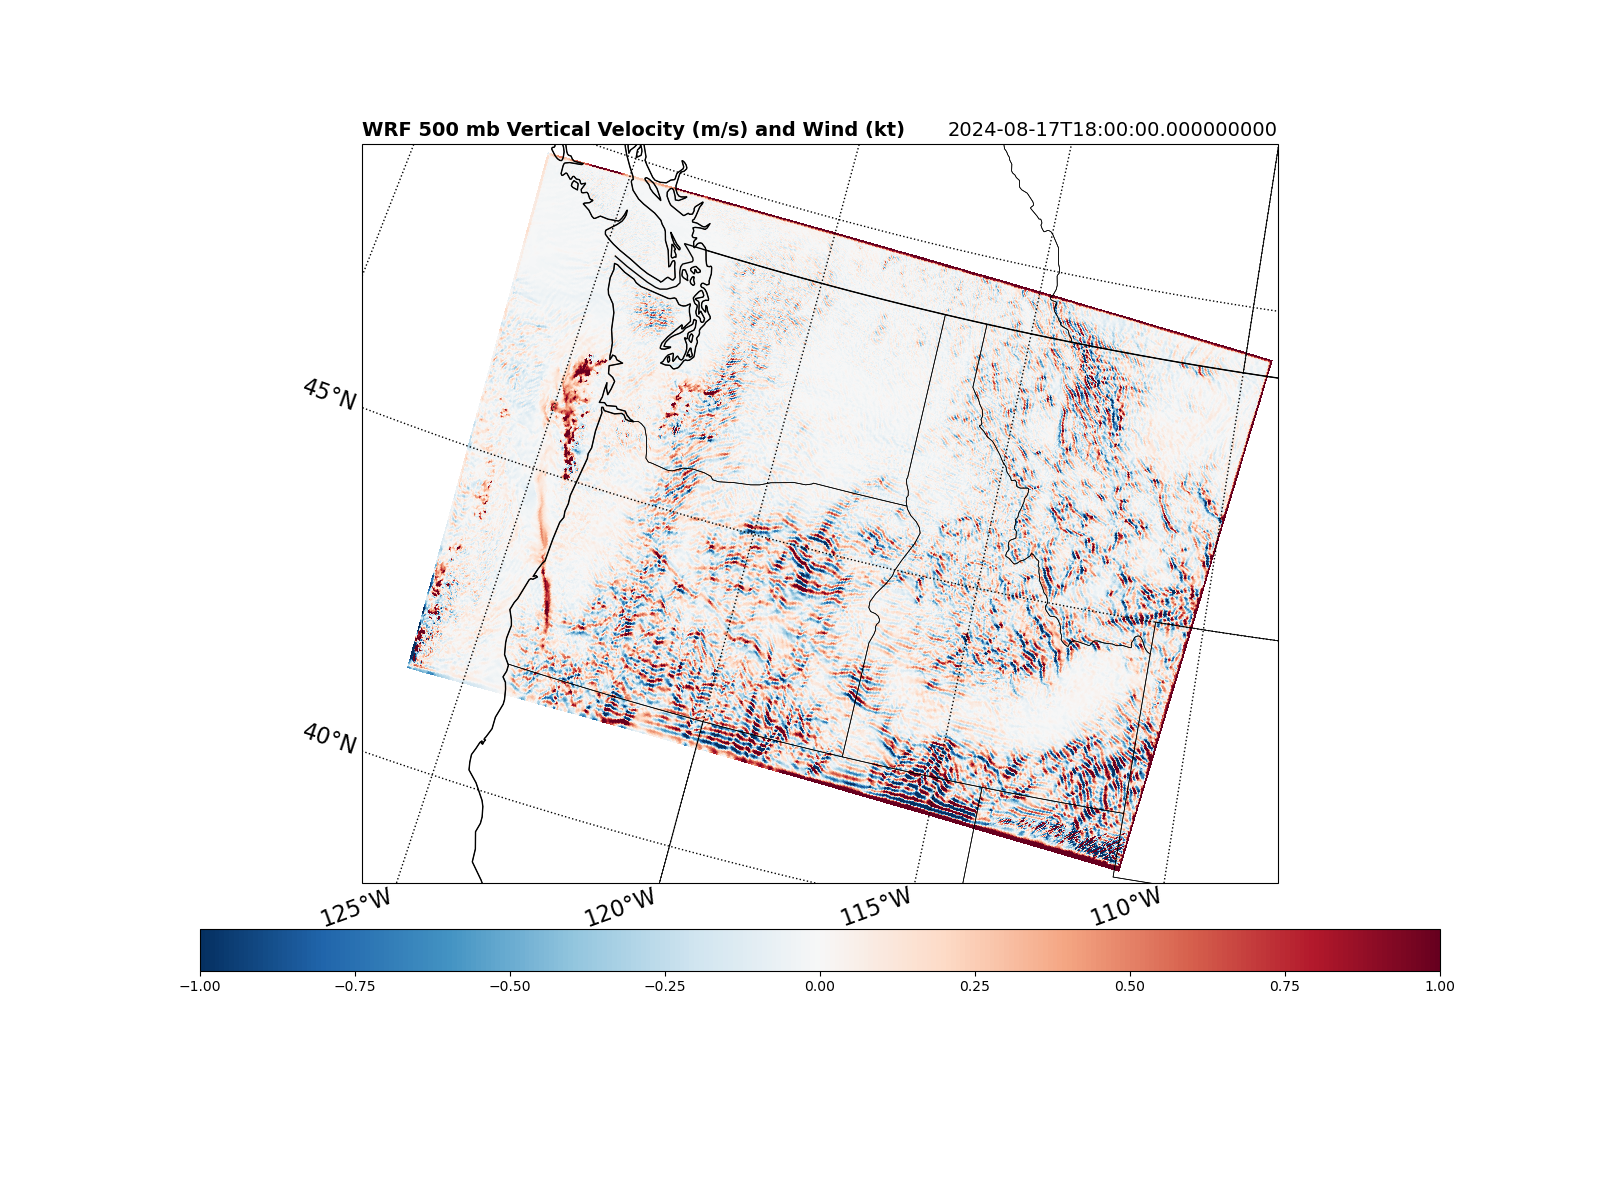 WRF 500 mb Vertical Velocity (m/s) and Wind (kt) 2024-08-17T18:00:00.000000000
45°N
40°N
125°W 120°W 115°W 110°W
−1.00 −0.75 −0.50 −0.25 0.00 0.25 0.50 0.75 1.00